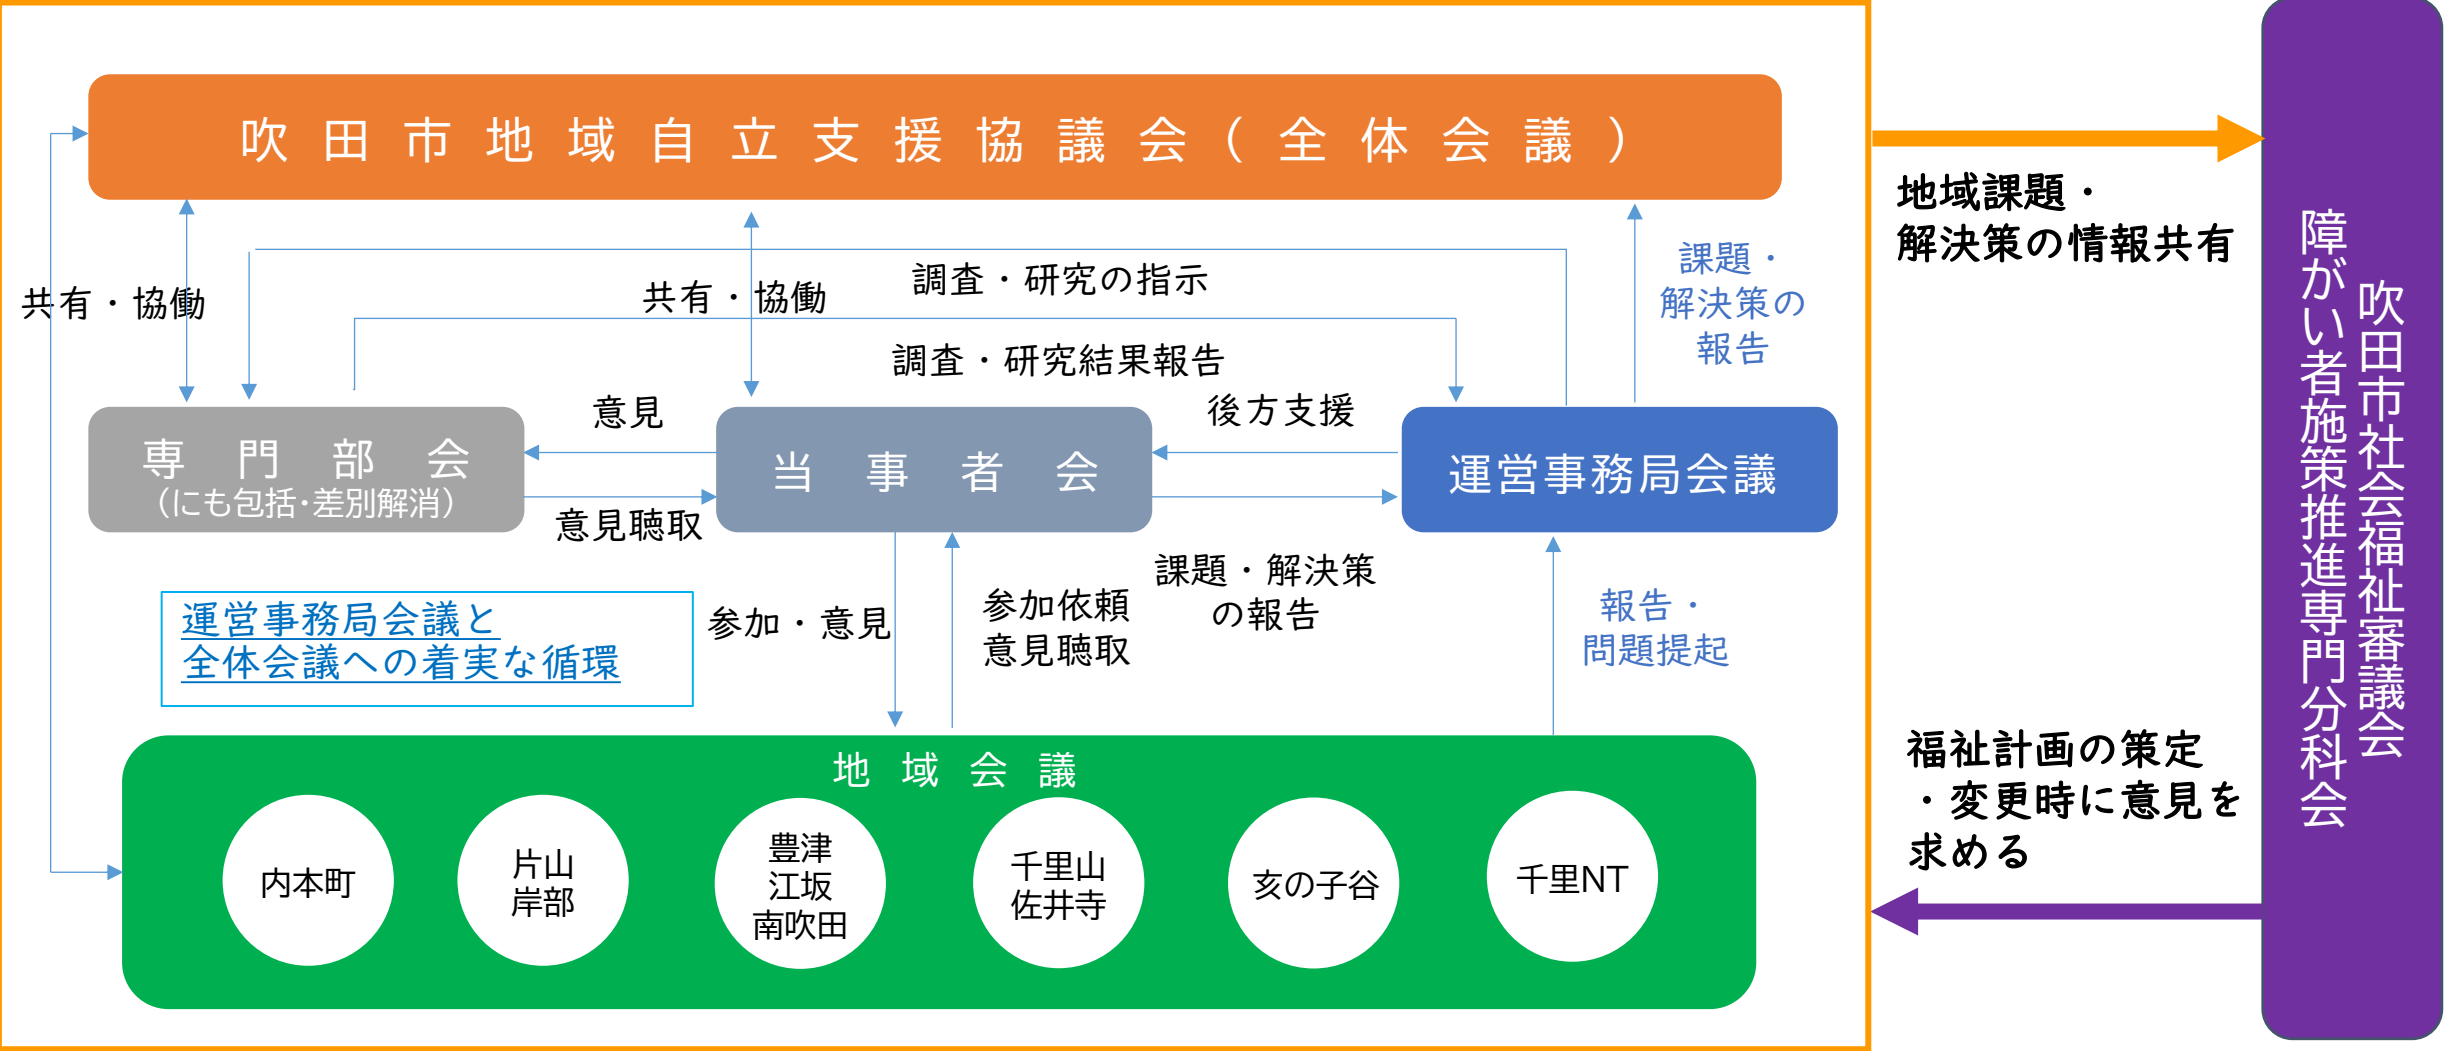 吹田市地域自立支援協議会(全体会議)
地域課題・
解決策の情報共有
吹田市社会福祉審議会
障がい者施策推進専門分科会
共有・協働
共有・協働
調査・研究の指示
課題・
解決策の
報告
調査・研究結果報告
意見
後方支援
専門部会
(にも包括・差別解消)
当事者会
運営事務局会議
意見聴取
課題・解決策
の報告
運営事務局会議と
全体会議への着実な循環
参加・意見
参加依頼
意見聴取
報告・
問題提起
福祉計画の策定
・変更時に意見を
求める
地域会議
内本町
片山
岸部
豊津
江坂
南吹田
千里山
佐井寺
亥の子谷
千里NT